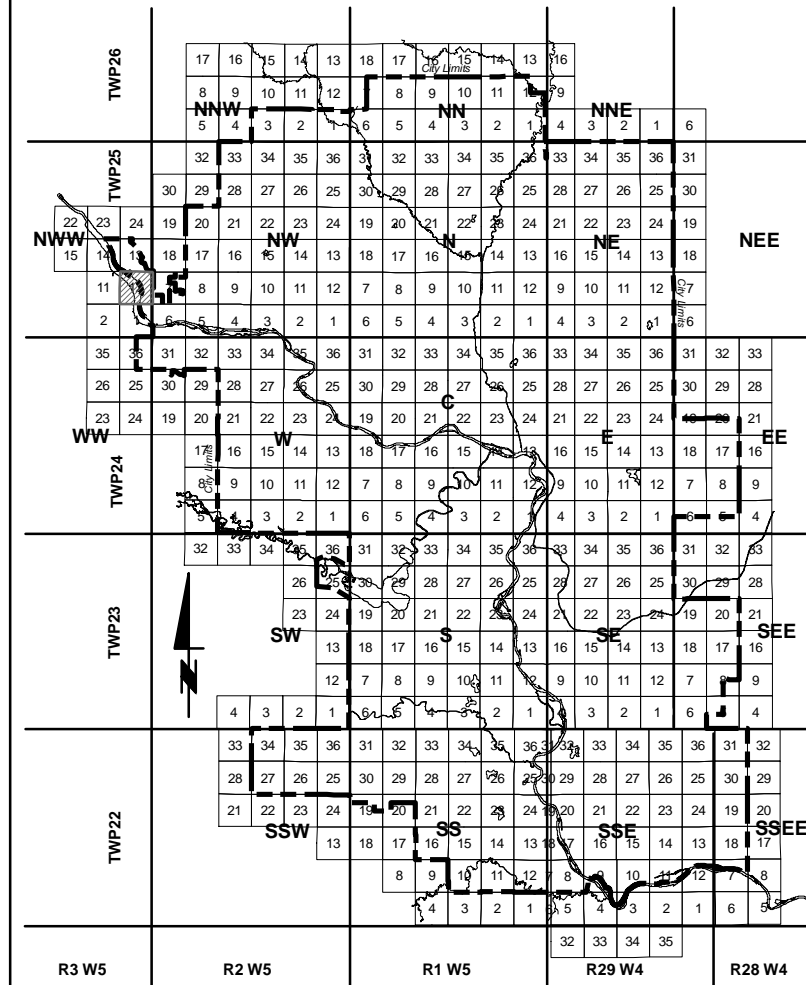 TWP26
17 16 15 14 13 18 17 16 15 14 13 16
City Limits
8 9 10 11 12 8 9 10 11 12 9
NNW NN NNE
5 4 3 2 1 6 5 4 3 2 1 4 3 2 1 6
TWP25
32 33 34 35 36 31 32 33 34 35 36 33 34 35 36 31
30 29 28 27 26 25 30 29 28 27 26 25 28 27 26 25 30
22 23 24 19 20 21 22 23 24 19 20 21 22 23 24 21 22 23 24 19
NWW NW N NE NEE
15 14 13 18 17 16 15 14 13 18 17 16 15 14 13 16 15 14 13 18
11 8 9 10 11 12 7 8 9 10 11 12 9 10 11 12 7
City Limits
2 6 5 4 3 2 1 6 5 4 3 2 1 4 3 2 1 6
35 36 31 32 33 34 35 36 31 32 33 34 35 36 33 34 35 36 31 32 33
26 25 30 29 28 27 26 25 30 29 28 27 26 25 28 27 26 25 30 29 28
C
23 24 19 20 21 22 23 24 19 20 21 22 23 24 21 22 23 24 19 20 21
WW W E EE
TWP24
City Limits
17 16 15 14 13 18 17 16 15 14 13 16 15 14 13 18 17 16
8 9 10 11 12 7 8 9 10 11 12 9 10 11 12 7 8 9
5 4 3 2 1 6 5 4 3 2 1 4 3 2 1 6 5 4
32 33 34 35 36 31 32 33 34 35 36 33 34 35 36 31 32 33
26 25 30 29 28 27 26 25 28 27 26 25 30 29 28
TWP23
23 24 19 20 21 22 23 24 21 22 23 24 19 20 21
SW S SE SEE
13 18 17 16 15 14 13 16 15 14 13 18 17 16
N
12 7 8 9 10 11 12 9 10 11 12 7 8 9
4 3 2 1 6 5 4 3 2 1 3 2 1 6 4
33 34 35 36 31 32 33 34 35 36 31 32 33 34 35 36 31 32
28 27 26 25 30 29 28 27 26 25 30 29 28 27 26 25 30 29
TWP22
21 22 23 24 19 20 21 22 23 24 19 20 21 22 23 24 19 20
SSW SS SSE SSEE
13 18 17 16 15 14 13 18 17 16 15 14 13 18 17
8 9 10 11 12 7 8 9 10 11 12 7 8
4 3 2 1 5 4 3 2 1 6 5
32 33 34 35
R3 W5 R2 W5 R1 W5 R29 W4 R28 W4